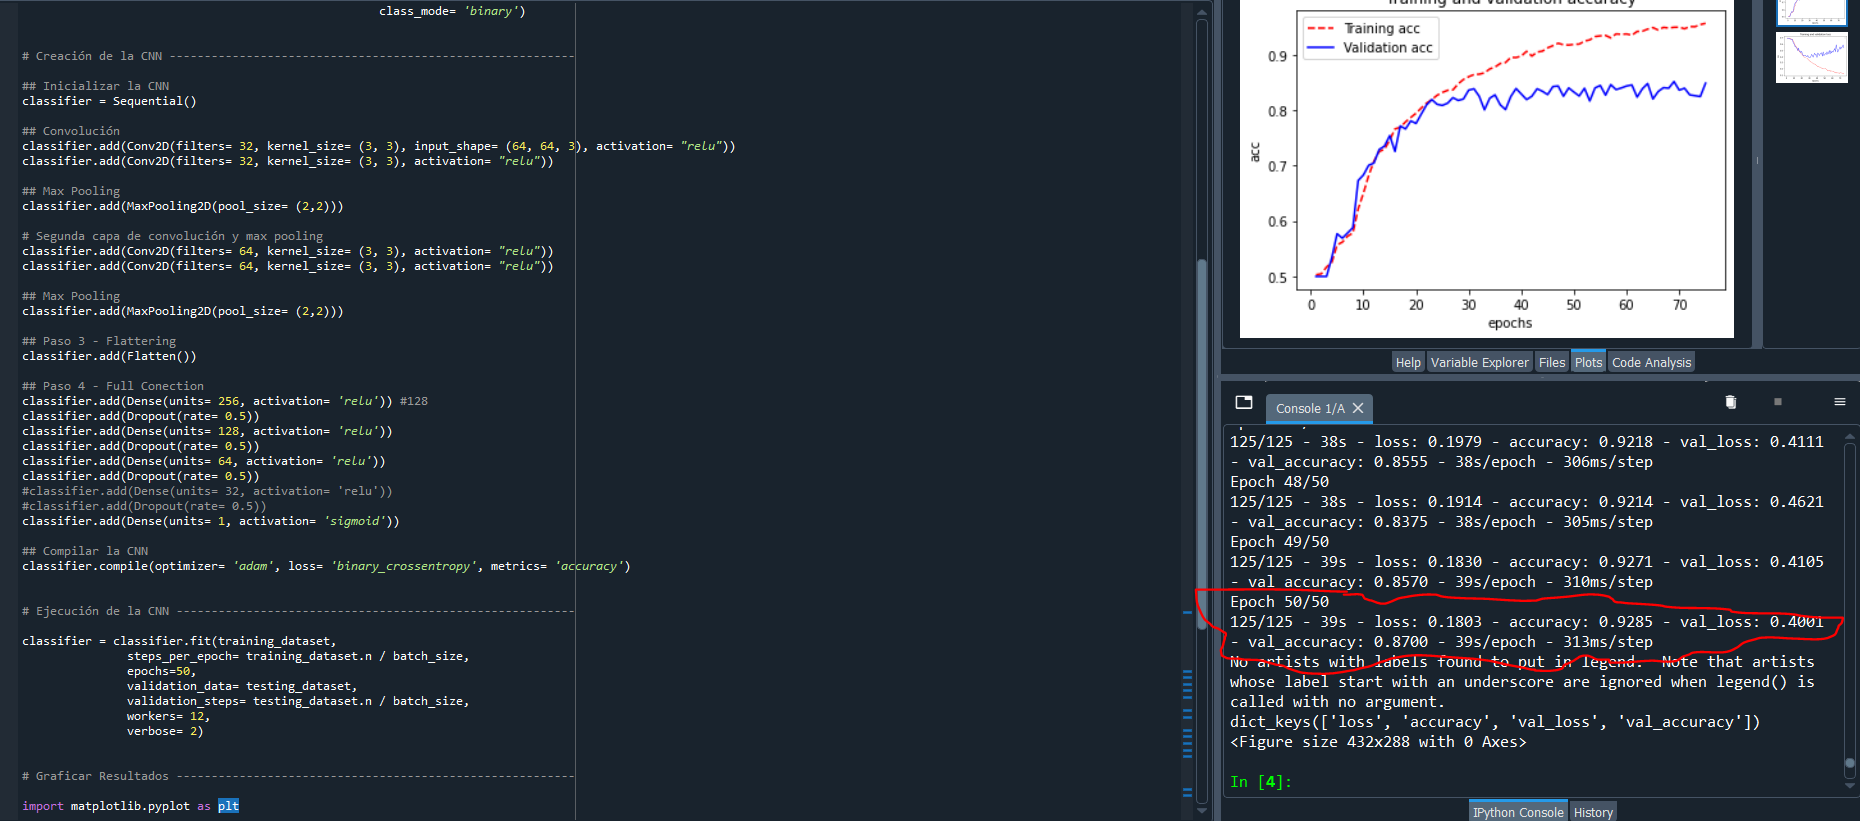 class_mode= 'binary')
# Creación de la CNN ----------------------------------------------------------
## Inicializar la CNN
classifier = Sequential()
## Convolución
classifier.add(Conv2D(filters= 32, kernel_size= (3, 3), input_shape= (64, 64, 3), activation= "relu"))
classifier.add(Conv2D(filters= 32, kernel_size= (3, 3), activation= "relu"))
## Max Pooling
classifier.add(MaxPooling2D(pool_size= (2,2)))
# Segunda capa de convolución y max pooling
classifier.add(Conv2D(filters= 64, kernel_size= (3, 3), activation= "relu"))
classifier.add(Conv2D(filters= 64, kernel_size= (3, 3), activation= "relu"))
## Max Pooling
classifier.add(MaxPooling2D(pool_size= (2,2)))
## Paso 3 - Flattering
classifier.add(Flatten())
## Paso 4 - Full Conection
classifier.add(Dense(units= 256, activation= 'relu')) #128
classifier.add(Dropout(rate= 0.5))
classifier.add(Dense(units= 128, activation= 'relu'))
classifier.add(Dropout(rate= 0.5))
classifier.add(Dense(units= 64, activation= 'relu'))
classifier.add(Dropout(rate= 0.5))
#classifier.add(Dense(units= 32, activation= 'relu'))
#classifier.add(Dropout(rate= 0.5))
classifier.add(Dense(units= 1, activation= 'sigmoid'))
## Compilar la CNN
classifier.compile(optimizer= 'adam', loss= 'binary_crossentropy', metrics= 'accuracy')
# Ejecución de la CNN ---------------------------------------------------------
classifier = classifier.fit(training_dataset,
steps_per_epoch= training_dataset.n / batch_size,
epochs=50,
validation_data= testing_dataset,
validation_steps= testing_dataset.n / batch_size,
workers= 12,
verbose= 2)
# Graficar Resultados ---------------------------------------------------------
import matplotlib.pyplot as plt
Training and validation accuracy
Training acc
Validation acc
0.9
0.8
0.7
0.6
0.5
acc
0 10 20 30 40 50 60 70
epochs
Help Variable Explorer Files Plots Code Analysis
Console 1/A
125/125 - 38s - loss: 0.1979 - accuracy: 0.9218 - val_loss: 0.4111
- val_accuracy: 0.8555 - 38s/epoch - 306ms/step
Epoch 48/50
125/125 - 38s - loss: 0.1914 - accuracy: 0.9214 - val_loss: 0.4621
- val_accuracy: 0.8375 - 38s/epoch - 305ms/step
Epoch 49/50
125/125 - 39s - loss: 0.1830 - accuracy: 0.9271 - val_loss: 0.4105
- val_accuracy: 0.8570 - 39s/epoch - 310ms/step
Epoch 50/50
125/125 - 39s - loss: 0.1803 - accuracy: 0.9285 - val_loss: 0.4001
- val_accuracy: 0.8700 - 39s/epoch - 313ms/step
No artists with labels found to put in legend.  Note that artists
whose label start with an underscore are ignored when legend() is
called with no argument.
dict_keys(['loss', 'accuracy', 'val_loss', 'val_accuracy'])
<Figure size 432x288 with 0 Axes>
In [4]:
IPython Console History